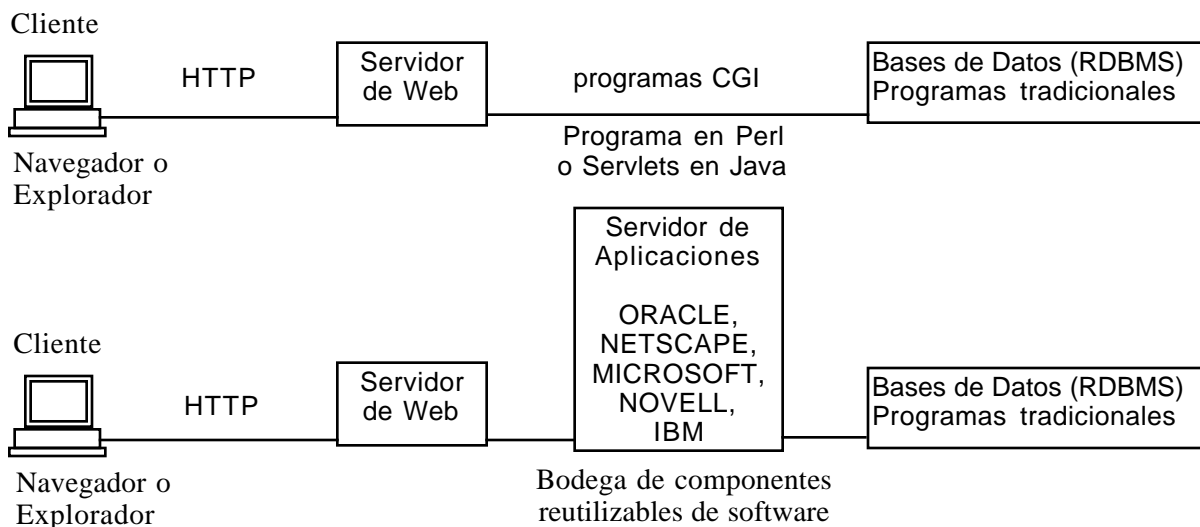 Cliente
HTTP
Servidor
de Web
programas CGI
Bases de Datos (RDBMS)
Programas tradicionales
Programa en Perl
o Servlets en Java
Navegador o
Explorador
Servidor de
Aplicaciones
ORACLE,
NETSCAPE,
MICROSOFT,
NOVELL,
IBM
Cliente
HTTP
Servidor
de Web
Bases de Datos (RDBMS)
Programas tradicionales
Navegador o
Explorador
Bodega de componentes
reutilizables de software